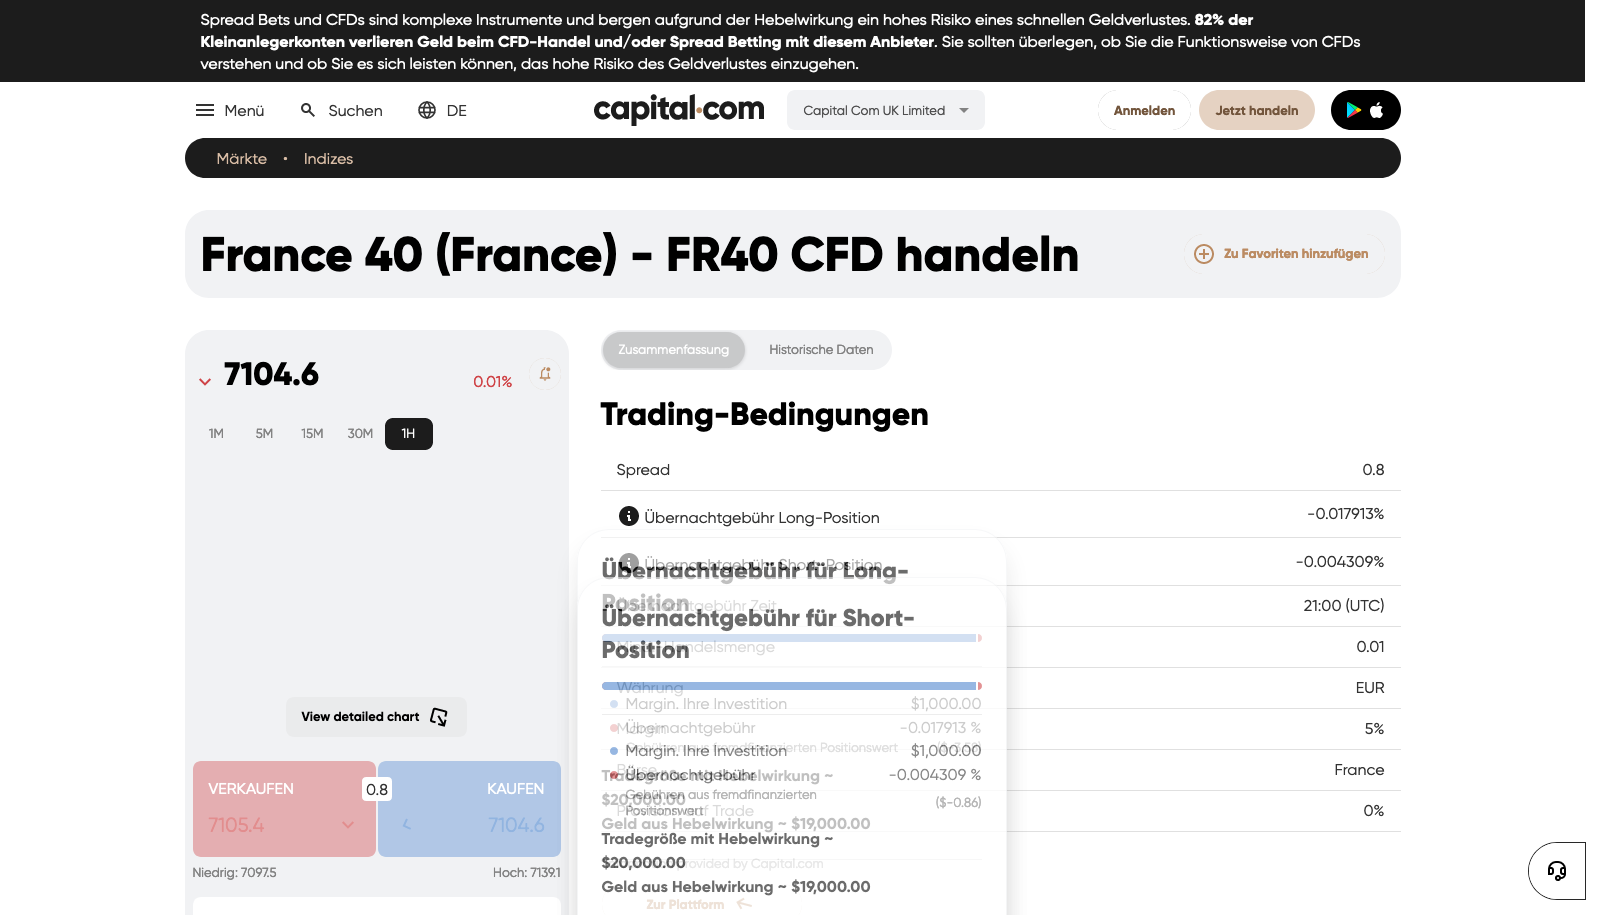 Spread Bets und CFDs sind komplexe Instrumente und bergen aufgrund der Hebelwirkung ein hohes Risiko eines schnellen Geldverlustes. 82% der
Kleinanlegerkonten verlieren Geld beim CFD-Handel und/oder Spread Betting mit diesem Anbieter. Sie sollten überlegen, ob Sie die Funktionsweise von CFDs
verstehen und ob Sie es sich leisten können, das hohe Risiko des Geldverlustes einzugehen.
Menü Suchen DE capital.com Capital Com UK Limited Anmelden Jetzt handeln
Märkte • Indizes
France 40 (France) - FR40 CFD handeln
Zu Favoriten hinzufügen
7104.6 0.01%
1M 5M 15M 30M 1H
View detailed chart
VERKAUFEN 0.8 KAUFEN
7105.4 7104.6
Niedrig: 7097.5 Hoch: 7139.1
Zusammenfassung Historische Daten
Trading-Bedingungen
Spread 0.8
Übernachtgebühr Long-Position -0.017913%
Übernachtgebühr Short-Position -0.004309%
Übernachtgebühr Zeit 21:00 (UTC)
Handelsmenge 0.01
Währung EUR
Margin 5%
Börse France
auf Trade 0%
Übernachtgebühr für Long-
Position
Margin. Ihre Investition $1,000.00
Übernachtgebühr -0.017913 %
Gebühren aus fremdfinanzierten Positionswert
Tradegröße mit Hebelwirkung ~
$20,000.00
Geld aus Hebelwirkung ~ $19,000.00
Übernachtgebühr für Short-
Position
Margin. Ihre Investition $1,000.00
Übernachtgebühr -0.004309 %
Gebühren aus fremdfinanzierten
Positionswert ($-0.86)
Tradegröße mit Hebelwirkung ~
$20,000.00
Geld aus Hebelwirkung ~ $19,000.00
provided by Capital.com
Zur Plattform